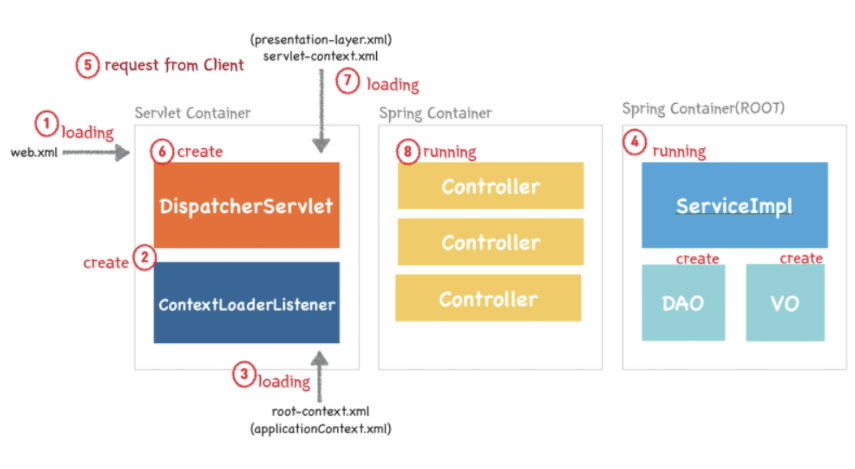 (presentation-layer.xml)
servlet-context.xml
5 request from Client
7 loading
Servlet Container
Spring Container
Spring Container(ROOT)
1 loading
web.xml
6 create
8 running
4 running
DispatcherServlet
Controller
ServiceImpl
Controller
create 2
create
create
ContextLoaderListener
Controller
DAO
VO
3 loading
root-context.xml
(applicationContext.xml)